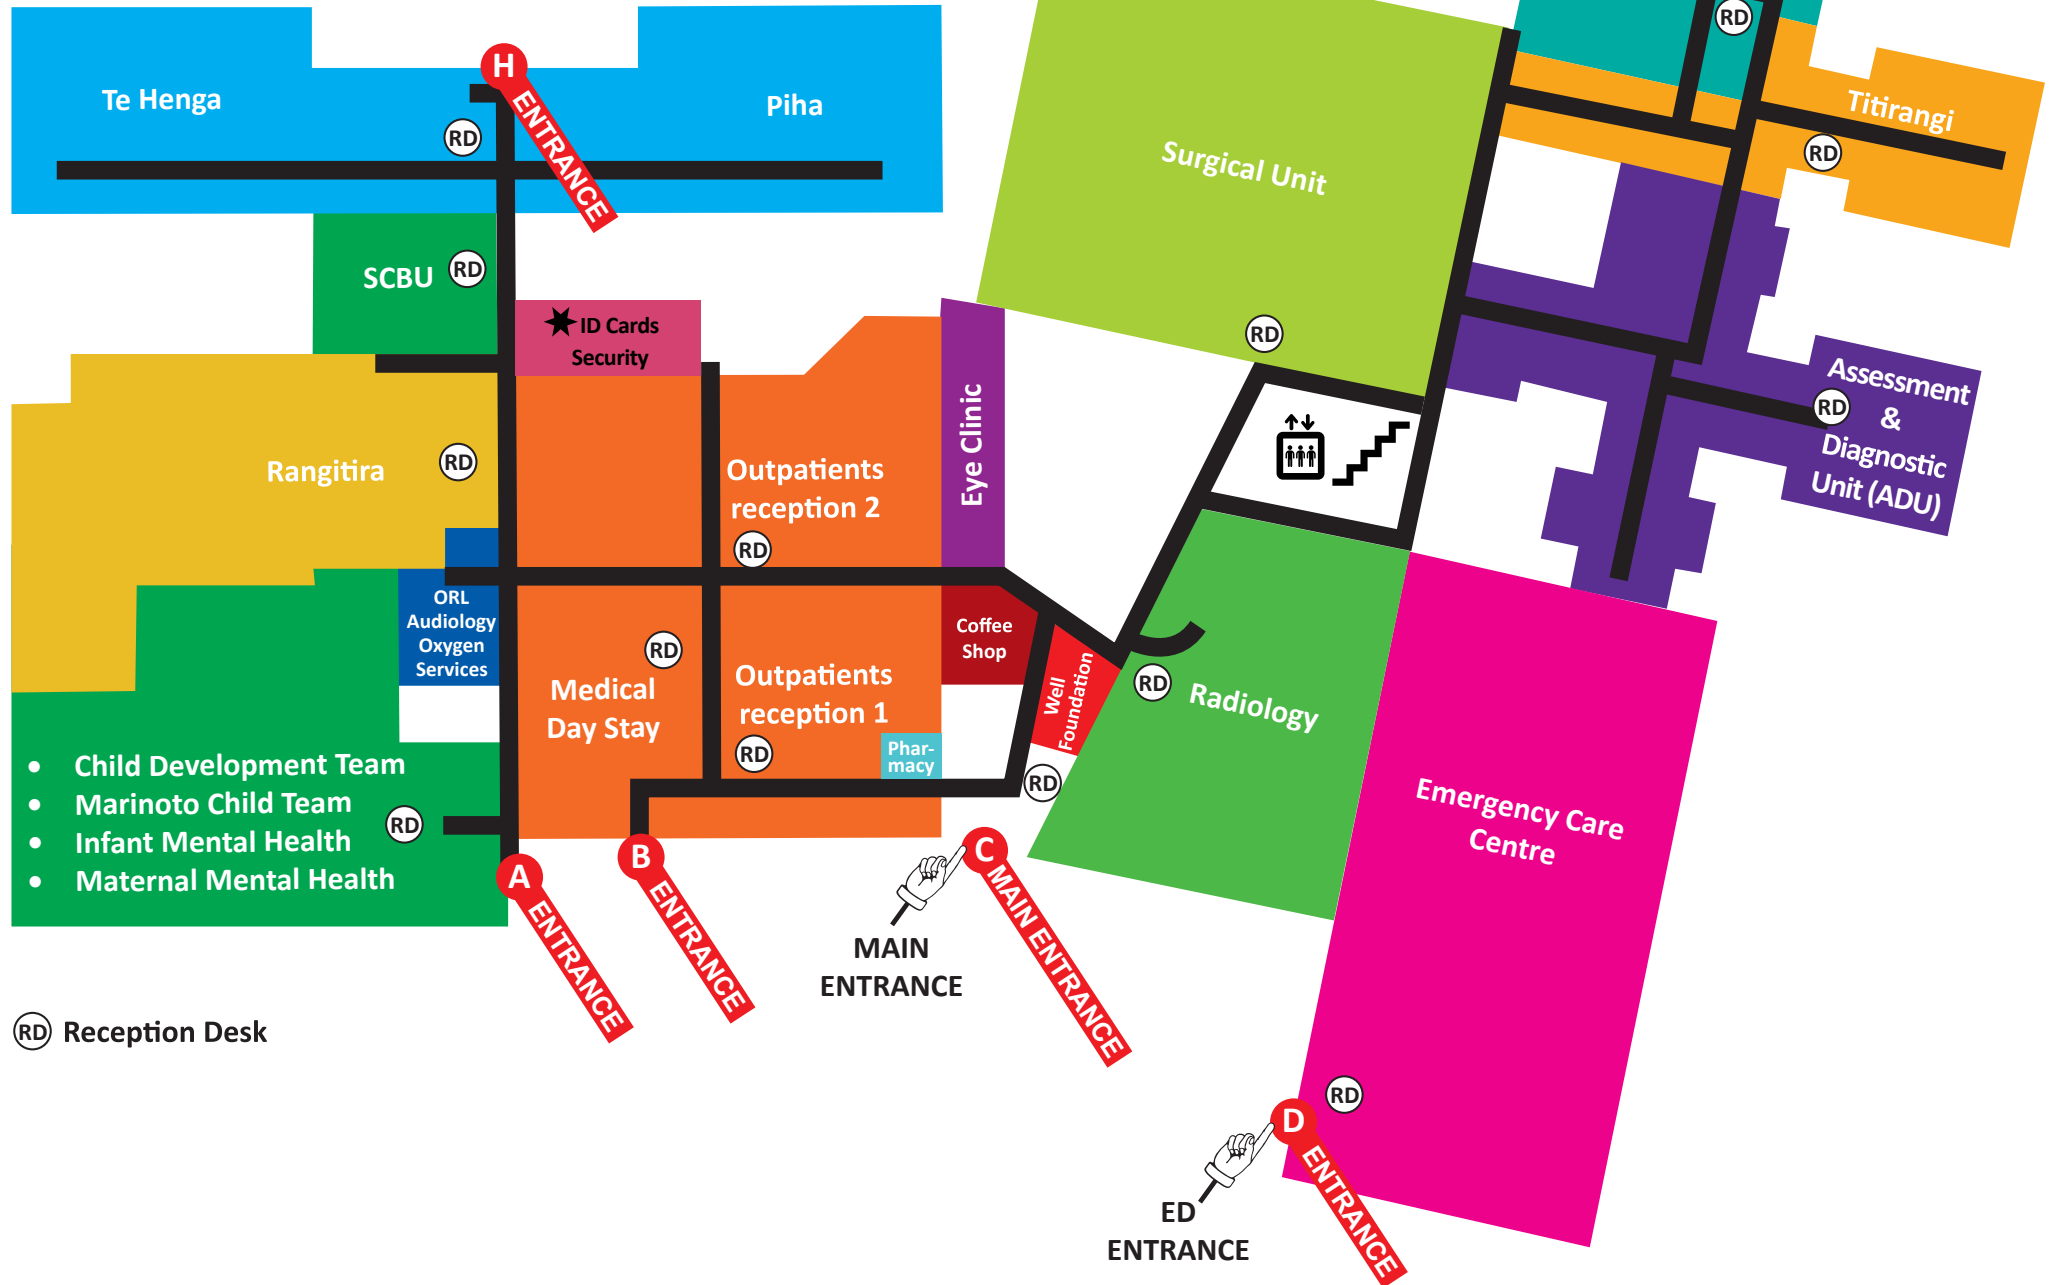 RD
H
ENTRANCE
Te Henga
Piha
RD
Titirangi
RD
Surgical Unit
SCBU
RD
ID Cards
Security
RD
Assessment
&
Diagnostic
Unit (ADU)
RD
Eye Clinic
Rangitira
RD
Outpatients
reception 2
RD
ORL
Audiology
Oxygen
Services
Coffee
Shop
Well
Foundation
RD
Radiology
RD
Medical
Day Stay
Outpatients
reception 1
RD
Phar-
macy
RD
• Child Development Team
• Marinoto Child Team
• Infant Mental Health
• Maternal Mental Health
RD
Emergency Care
Centre
A
ENTRANCE
B
ENTRANCE
C
MAIN ENTRANCE
MAIN
ENTRANCE
RD Reception Desk
RD
D
ENTRANCE
ED
ENTRANCE